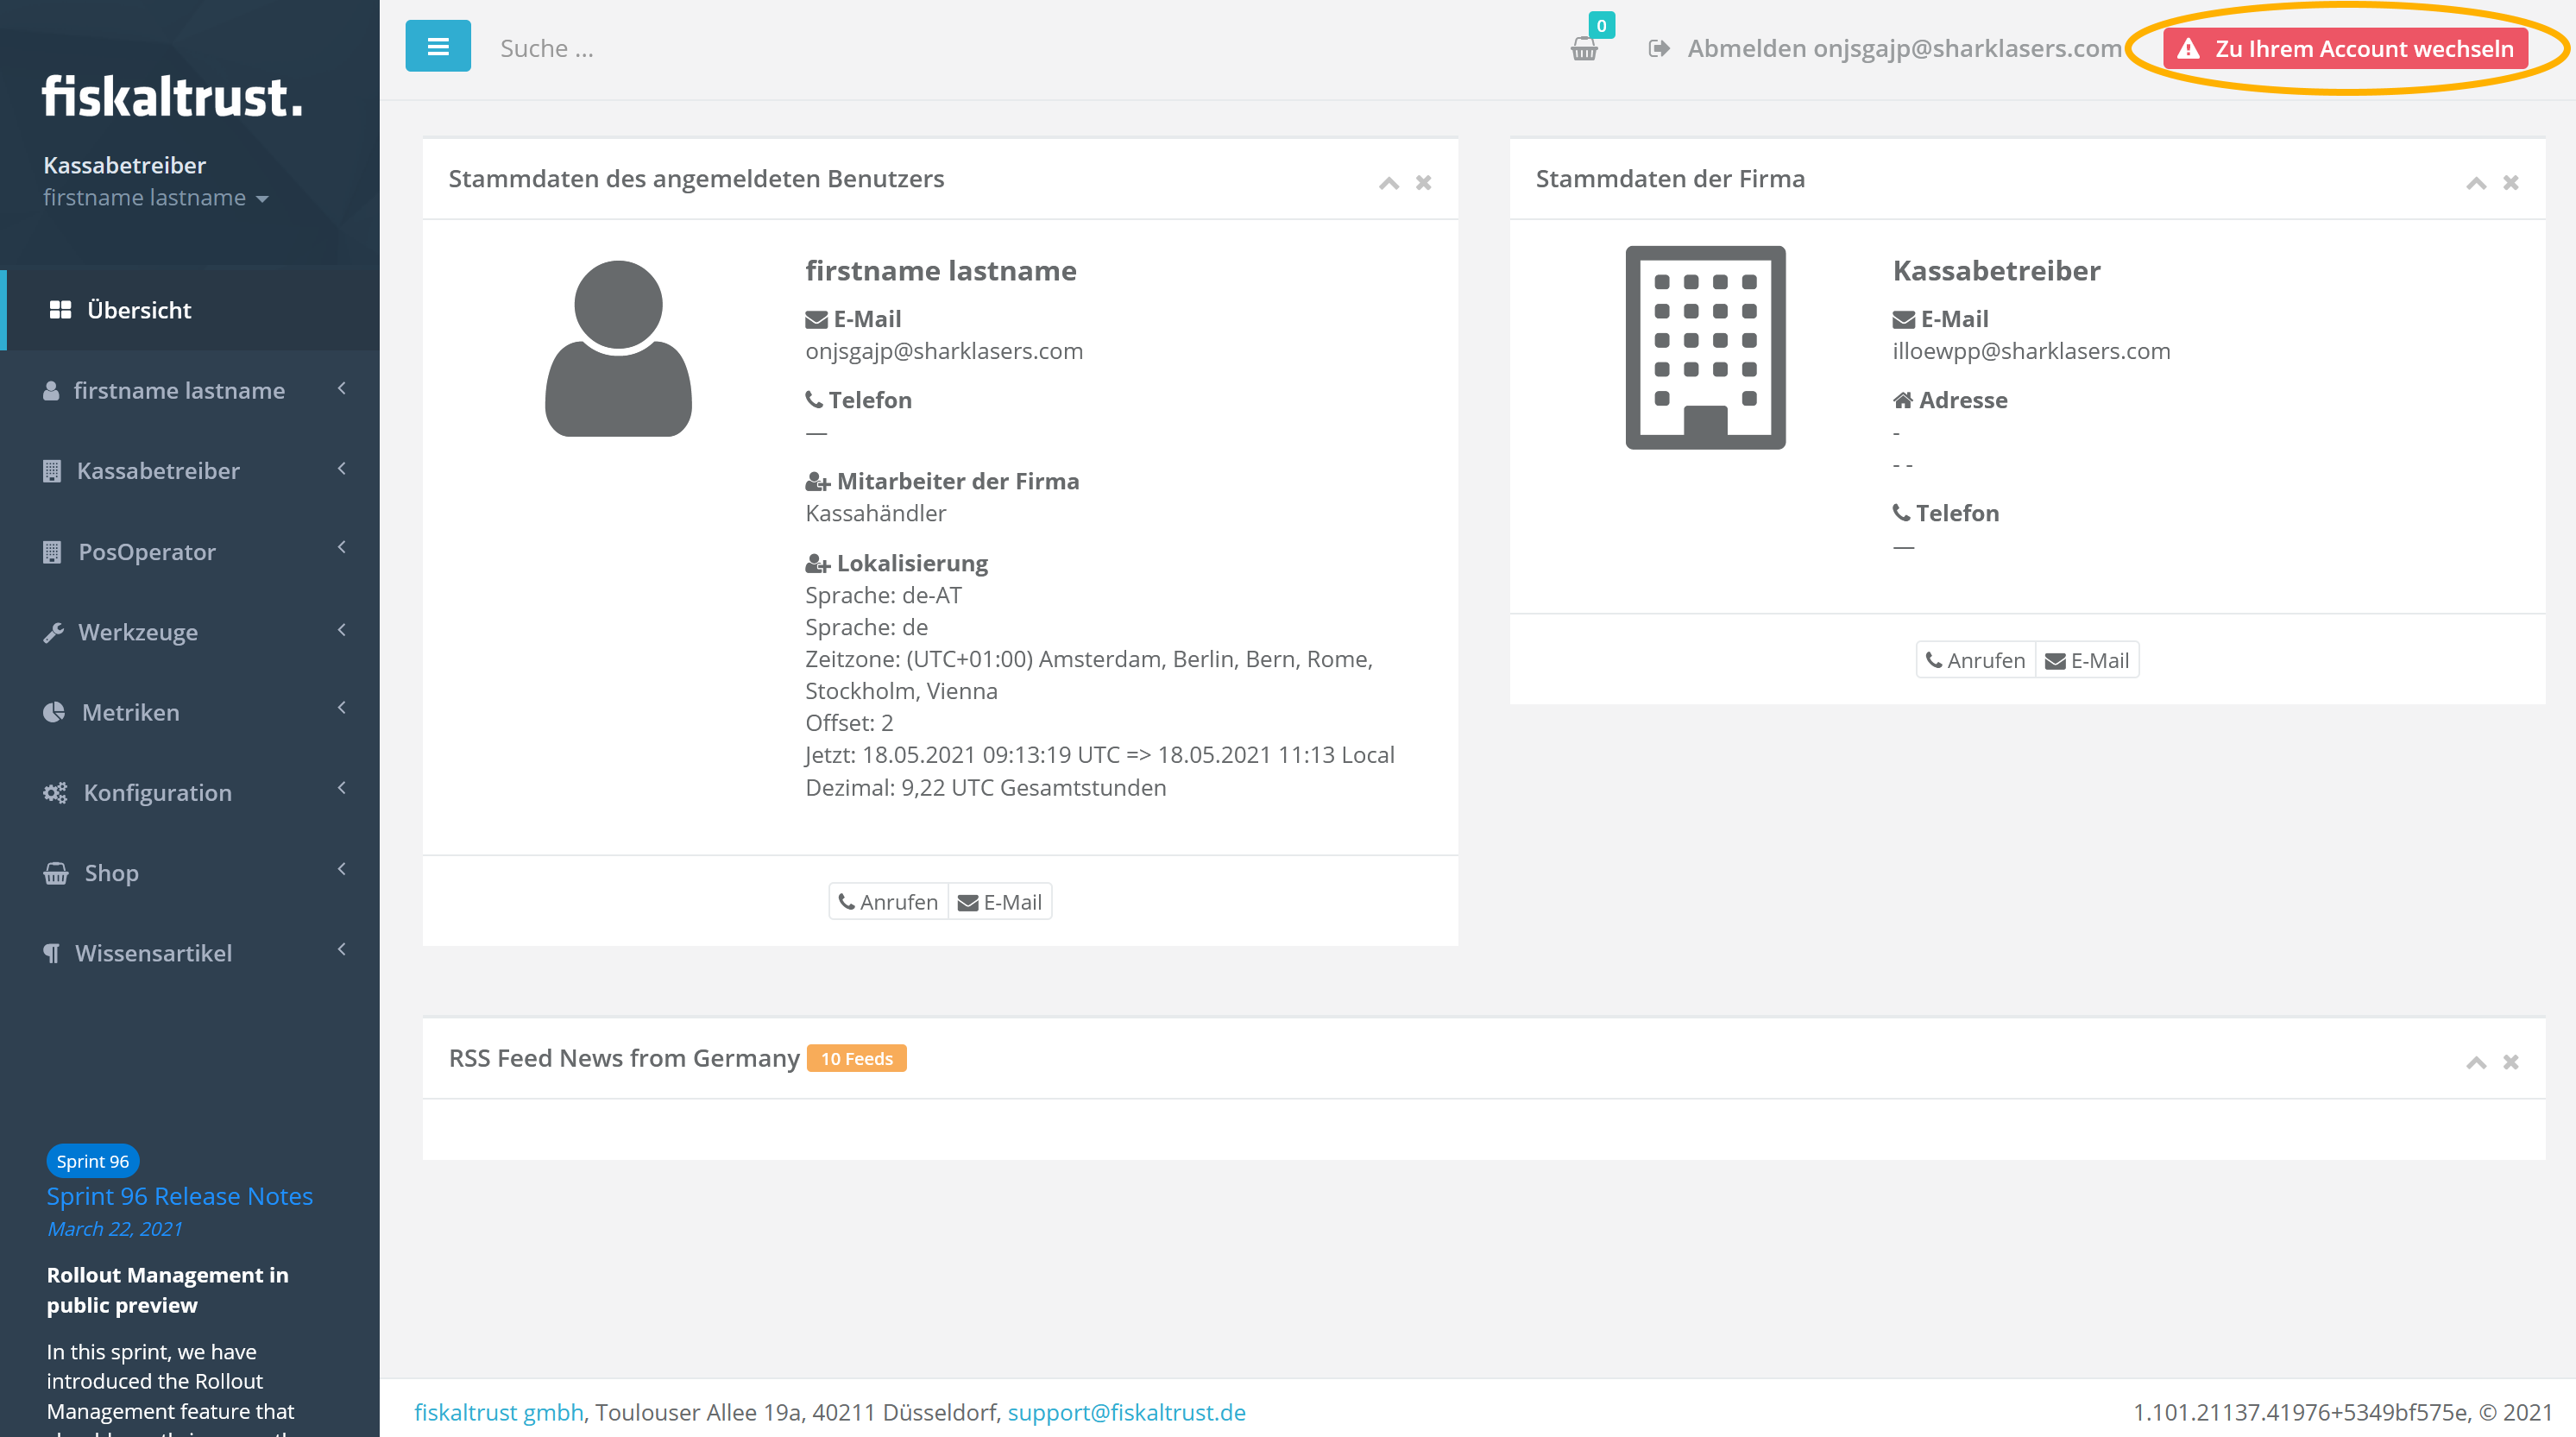 fiskaltrust.
Kassabetreiber
firstname lastname
Übersicht
firstname lastname
Kassabetreiber
PosOperator
Werkzeuge
Metriken
Konfiguration
Shop
Wissensartikel
Sprint 96
Sprint 96 Release Notes
March 22, 2021
Rollout Management in
public preview
In this sprint, we have
introduced the Rollout
Management feature that
Suche ...
0
Abmelden onjsgajp@sharklasers.com
Zu Ihrem Account wechseln
Stammdaten des angemeldeten Benutzers
firstname lastname
E-Mail
onjsgajp@sharklasers.com
Telefon
—
Mitarbeiter der Firma
Kassahändler
Lokalisierung
Sprache: de-AT
Sprache: de
Zeitzone: (UTC+01:00) Amsterdam, Berlin, Bern, Rome,
Stockholm, Vienna
Offset: 2
Jetzt: 18.05.2021 09:13:19 UTC => 18.05.2021 11:13 Local
Dezimal: 9,22 UTC Gesamtstunden
Anrufen E-Mail
Stammdaten der Firma
Kassabetreiber
E-Mail
illoewpp@sharklasers.com
Adresse
-
- -
Telefon
—
Anrufen E-Mail
RSS Feed News from Germany 10 Feeds
fiskaltrust gmbh, Toulouser Allee 19a, 40211 Düsseldorf, support@fiskaltrust.de
1.101.21137.41976+5349bf575e, © 2021